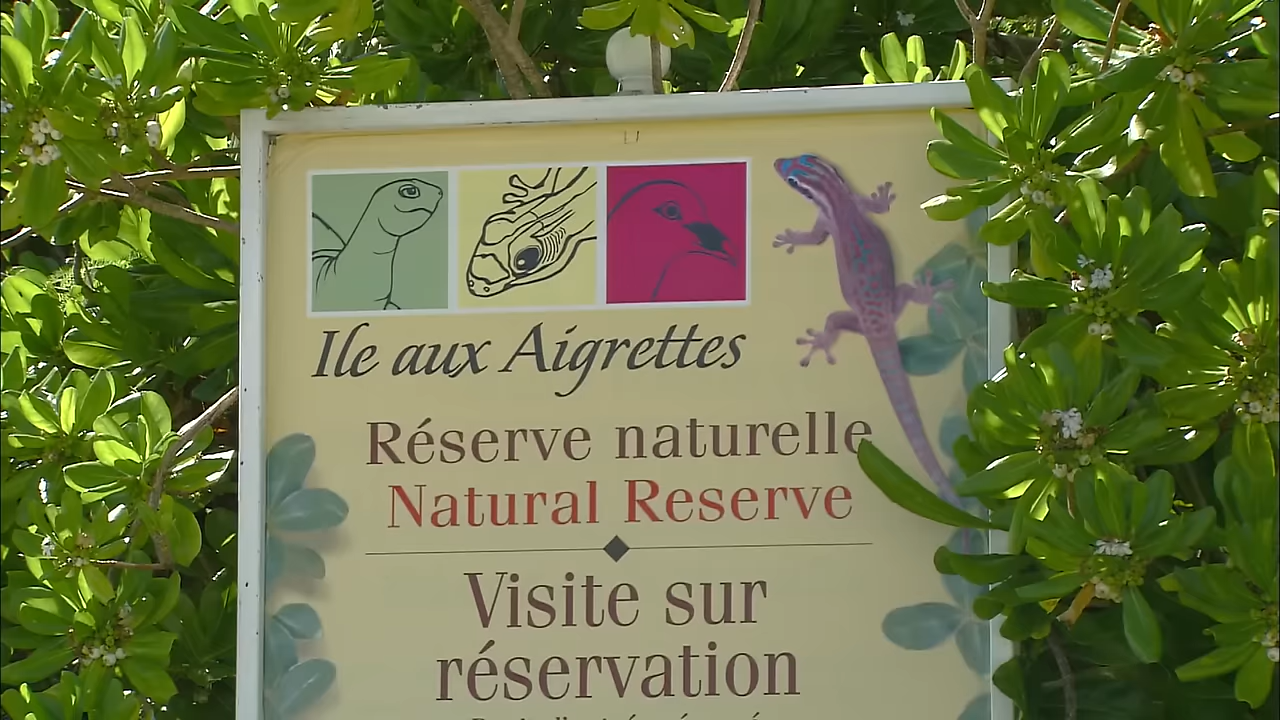 Ile aux Aigrettes
Réserve naturelle
Natural Reserve
Visite sur
réservation